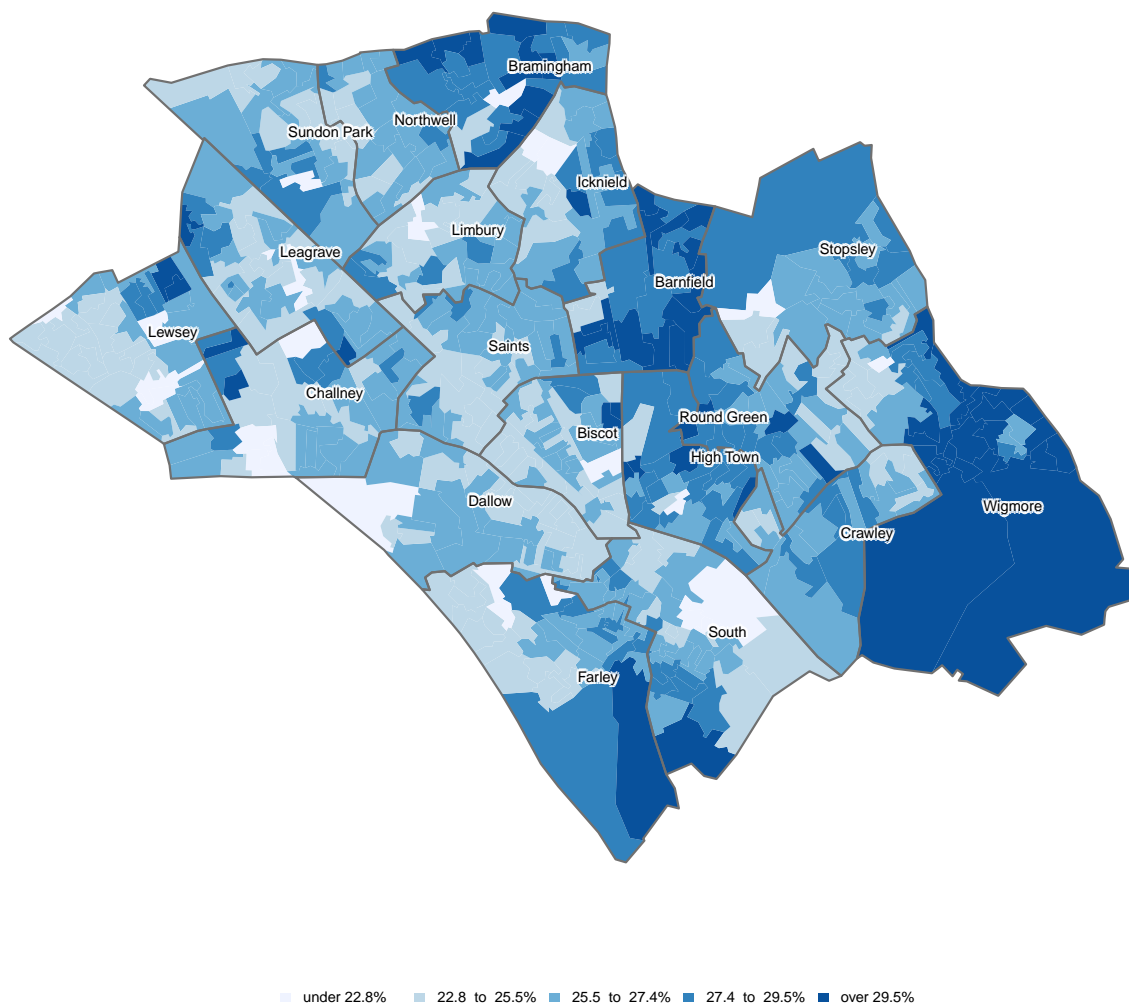 Bramingham
Northwell
Sundon Park
Icknield
Limbury
Stopsley
Leagrave
Barnfield
Lewsey
Saints
Challney
Round Green
Biscot
High Town
Dallow
Wigmore
Crawley
South
Farley
under 22.8% 22.8 to 25.5% 25.5 to 27.4% 27.4 to 29.5% over 29.5%